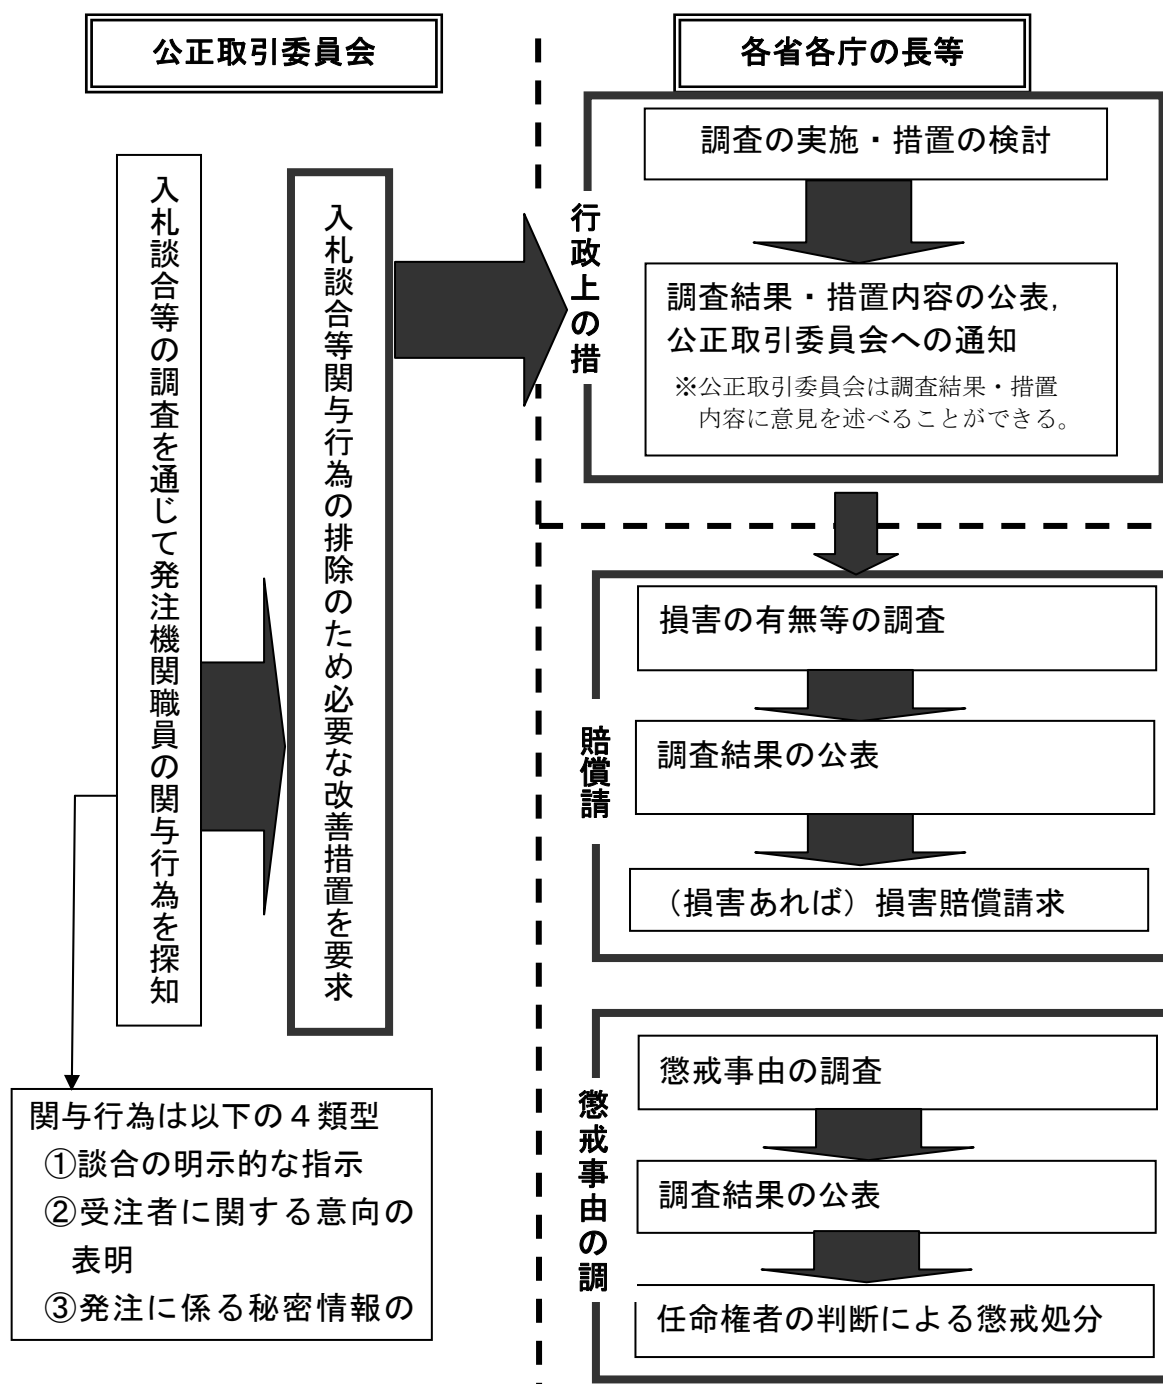 公正取引委員会
入札談合等の調査を通じて発注機関職員の関与行為を探知
入札談合等関与行為の排除のため必要な改善措置を要求
関与行為は以下の４類型
①談合の明示的な指示
②受注者に関する意向の
表明
③発注に係る秘密情報の
各省各庁の長等
行政上の措
調査の実施・措置の検討
調査結果・措置内容の公表，
公正取引委員会への通知
※公正取引委員会は調査結果・措置
内容に意見を述べることができる。
賠償請
損害の有無等の調査
調査結果の公表
（損害あれば）損害賠償請求
懲戒事由の調
懲戒事由の調査
調査結果の公表
任命権者の判断による懲戒処分